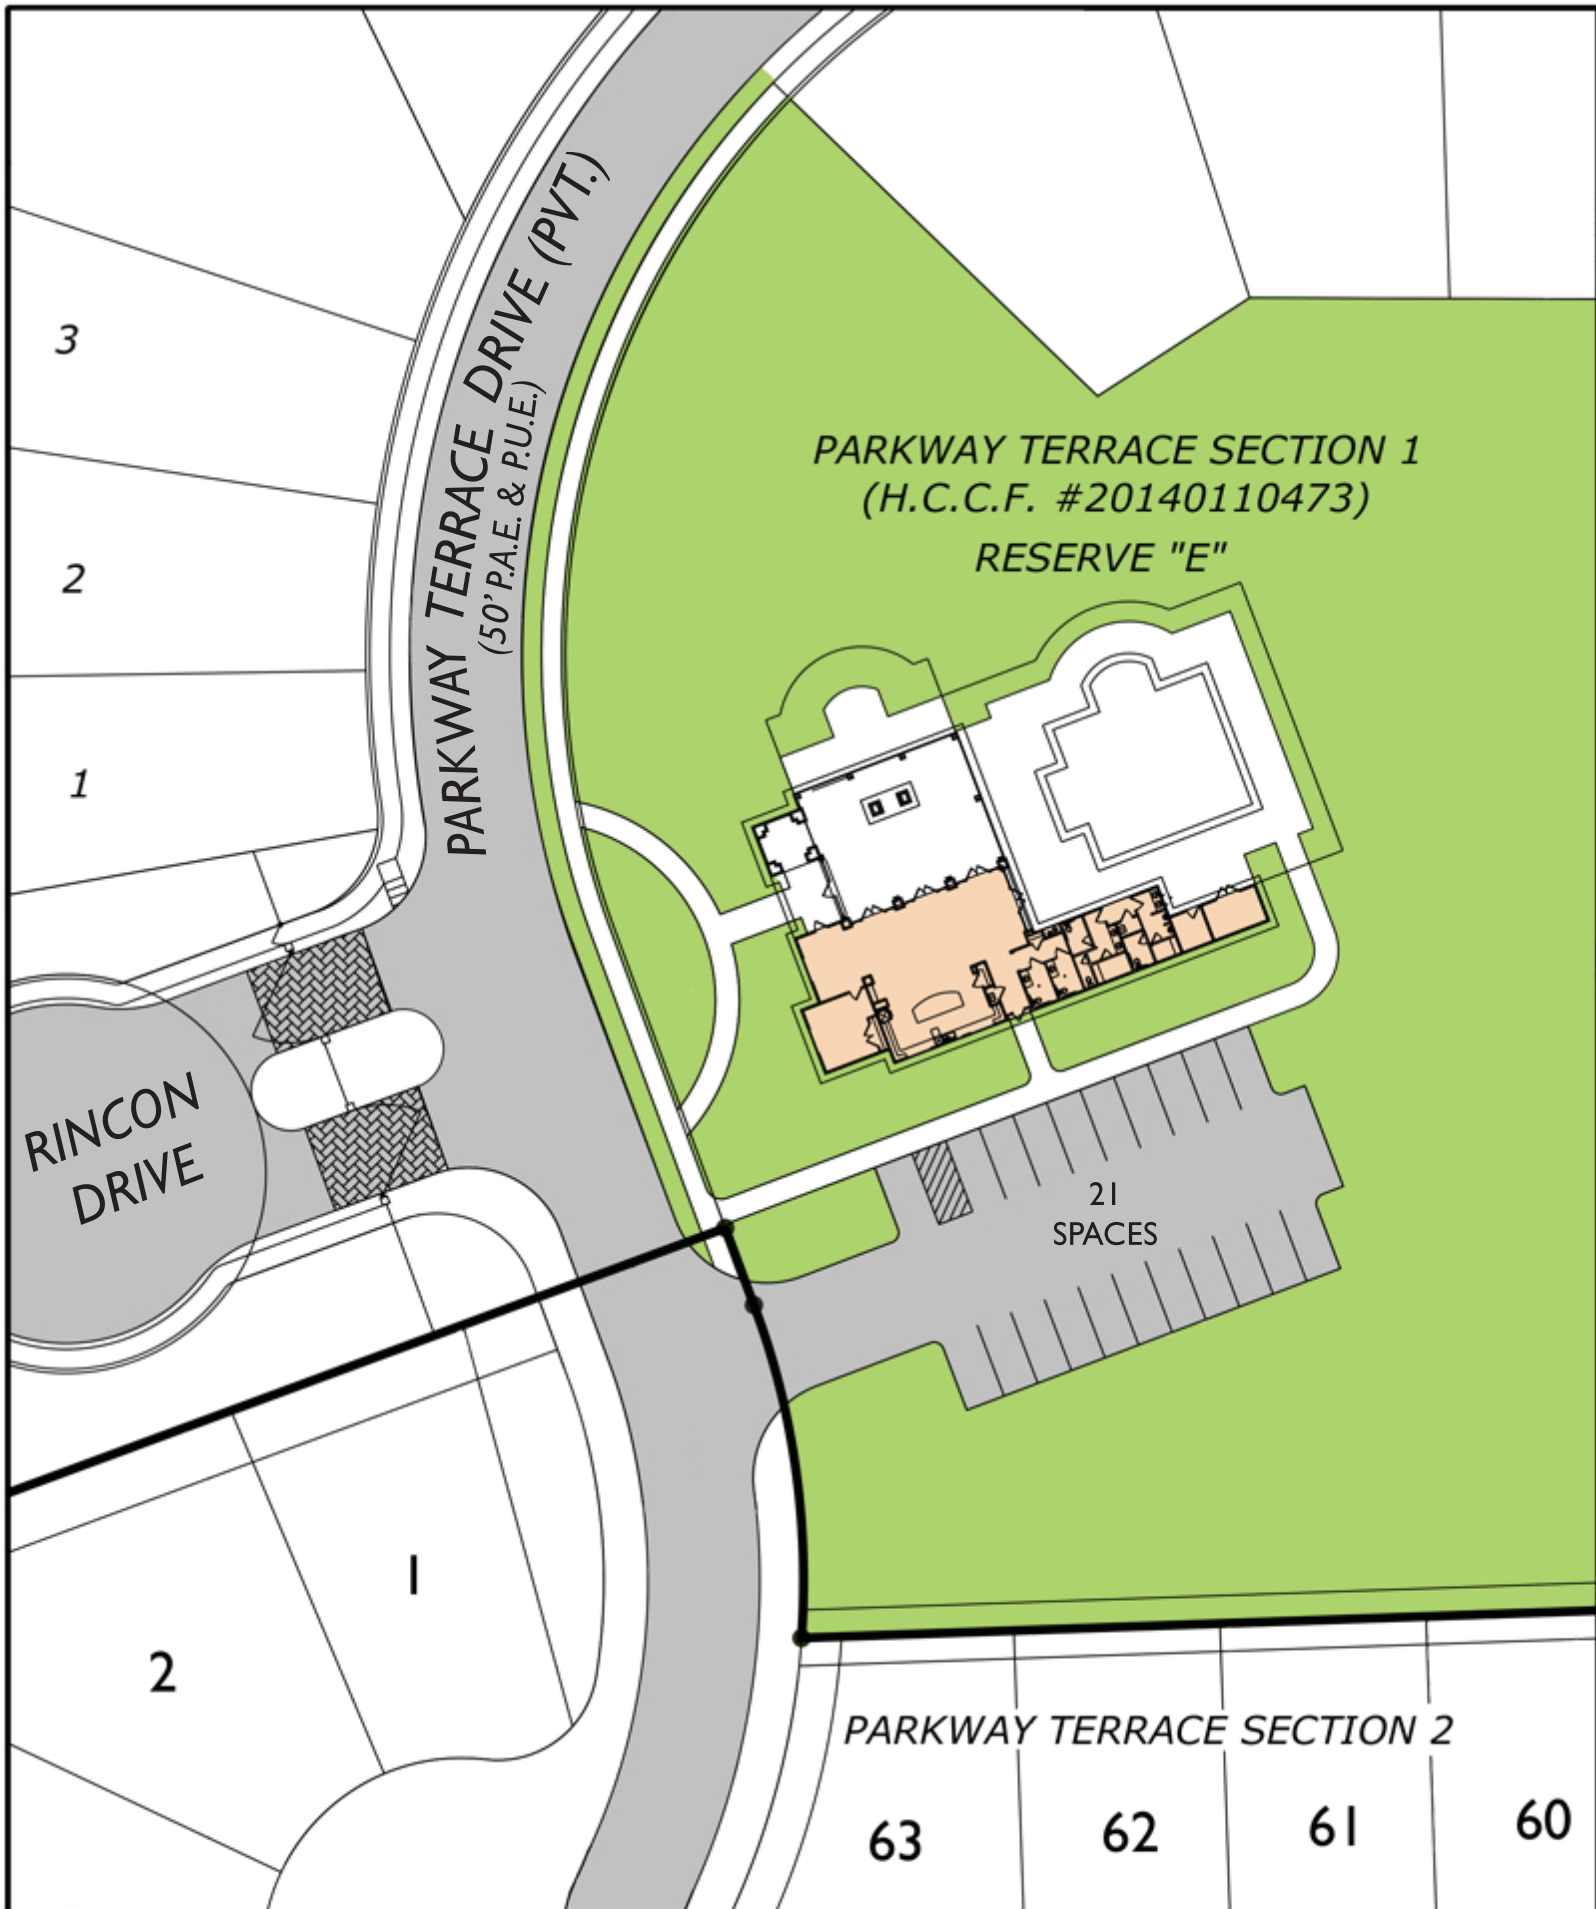 PARKWAY TERRACE DRIVE (PVT.)
(50' P.A.E. & P.U.E.)
3
2
1
PARKWAY TERRACE SECTION 1
(H.C.C.F. #20140110473)
RESERVE "E"
RINCON
DRIVE
21
SPACES
1
2
PARKWAY TERRACE SECTION 2
63
62
61
60